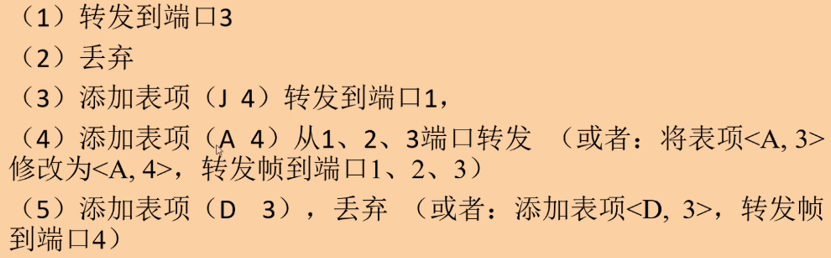 （1）转发到端口3
（2）丢弃
（3）添加表项（J 4）转发到端口1，
（4）添加表项（A 4）从1、2、3端口转发 （或者：将表项<A, 3>
修改为<A, 4>，转发帧到端口1、2、3）
（5）添加表项（D 3），丢弃 （或者：添加表项<D, 3>，转发帧
到端口4）